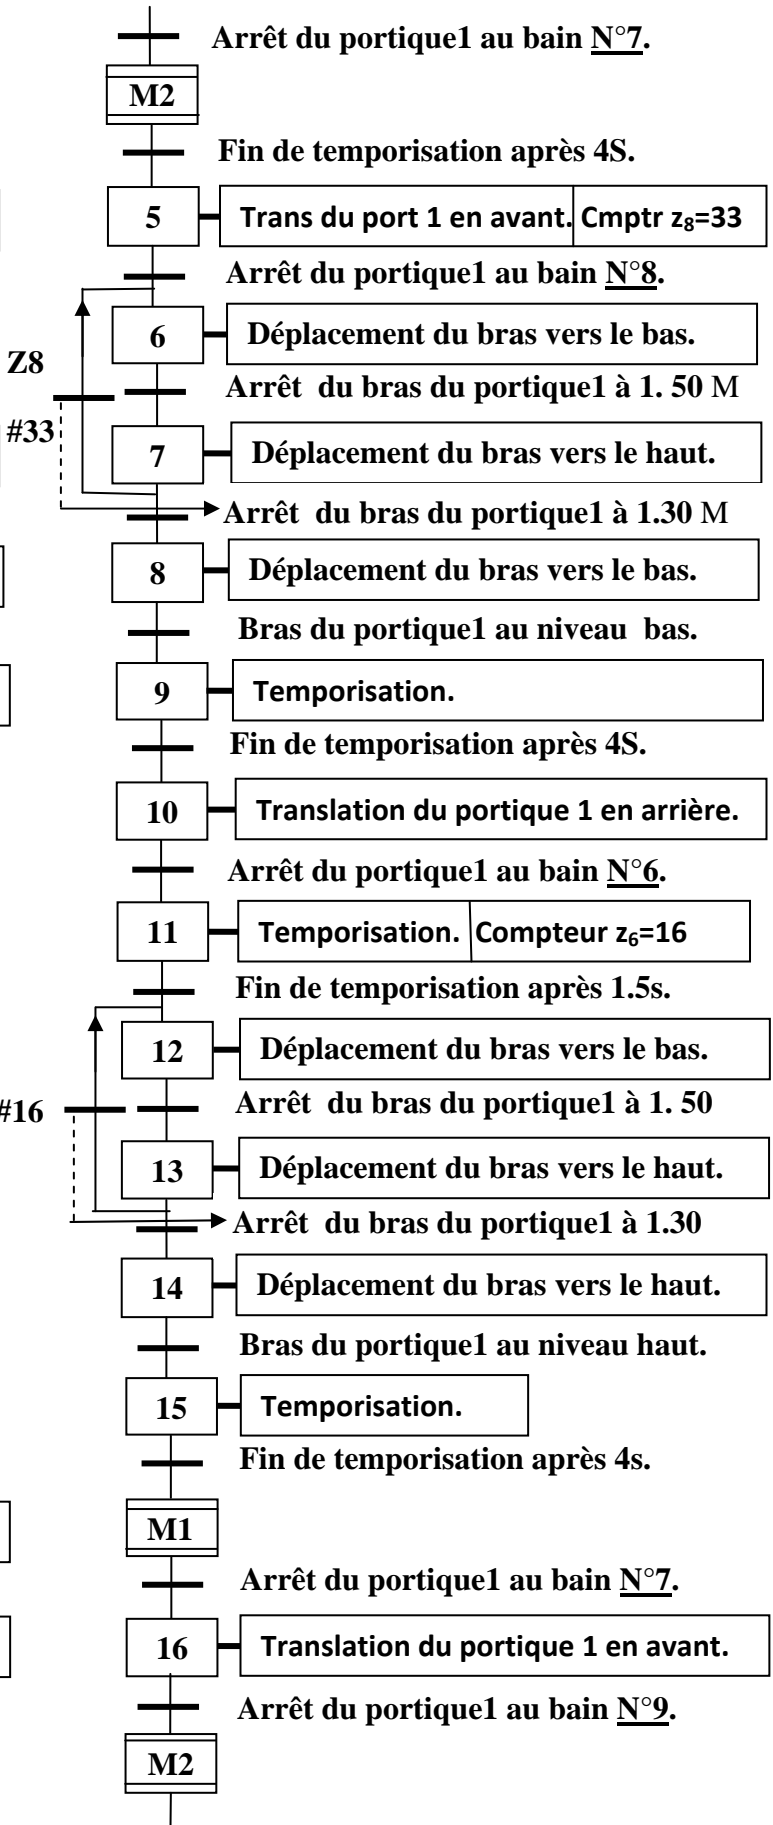 Arrêt du portique1 au bain N°7.
M2
Fin de temporisation après 4S.
5 Trans du port 1 en avant. Cmptr z₈=33
Arrêt du portique1 au bain N°8.
6 Déplacement du bras vers le bas.
Z8
Arrêt du bras du portique1 à 1. 50 M
#33
7 Déplacement du bras vers le haut.
Arrêt du bras du portique1 à 1.30 M
8 Déplacement du bras vers le bas.
Bras du portique1 au niveau bas.
9 Temporisation.
Fin de temporisation après 4S.
10 Translation du portique 1 en arrière.
Arrêt du portique1 au bain N°6.
11 Temporisation. Compteur z₆=16
Fin de temporisation après 1.5s.
12 Déplacement du bras vers le bas.
#16 Arrêt du bras du portique1 à 1. 50
13 Déplacement du bras vers le haut.
Arrêt du bras du portique1 à 1.30
14 Déplacement du bras vers le haut.
Bras du portique1 au niveau haut.
15 Temporisation.
Fin de temporisation après 4s.
M1
Arrêt du portique1 au bain N°7.
16 Translation du portique 1 en avant.
Arrêt du portique1 au bain N°9.
M2